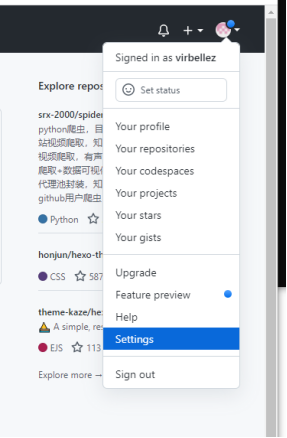 Signed in as virbellez
Explore repos
Set status
srx-2000/spider
python爬虫，目
站视频爬取，知
视频爬取，有声
爬取+数据可视
代理池封装，知
github用户爬虫
Python
Your profile
Your repositories
Your codespaces
Your projects
Your stars
Your gists
honjun/hexo-th
CSS 587
Upgrade
Feature preview
Help
Settings
Sign out
theme-kaze/he
A simple, res
EJS 113
Explore more →